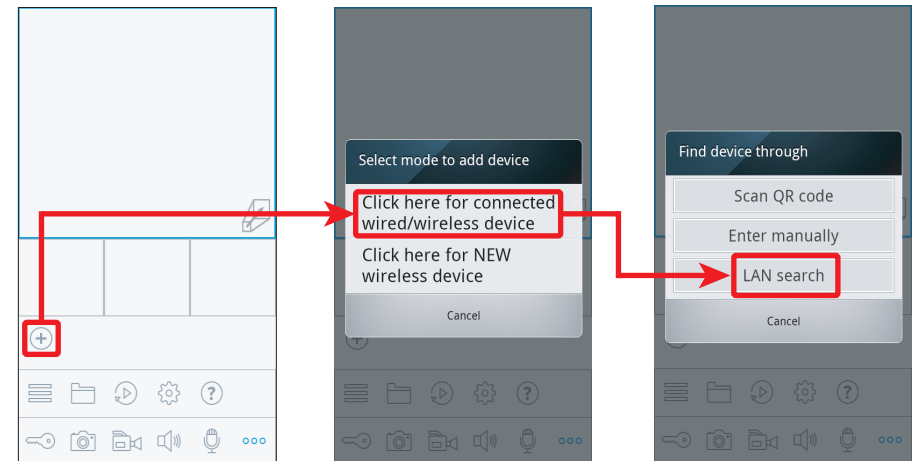 Select mode to add device
Click here for connected
wired/wireless device
Click here for NEW
wireless device
Cancel
Find device through
Scan QR code
Enter manually
LAN search
Cancel